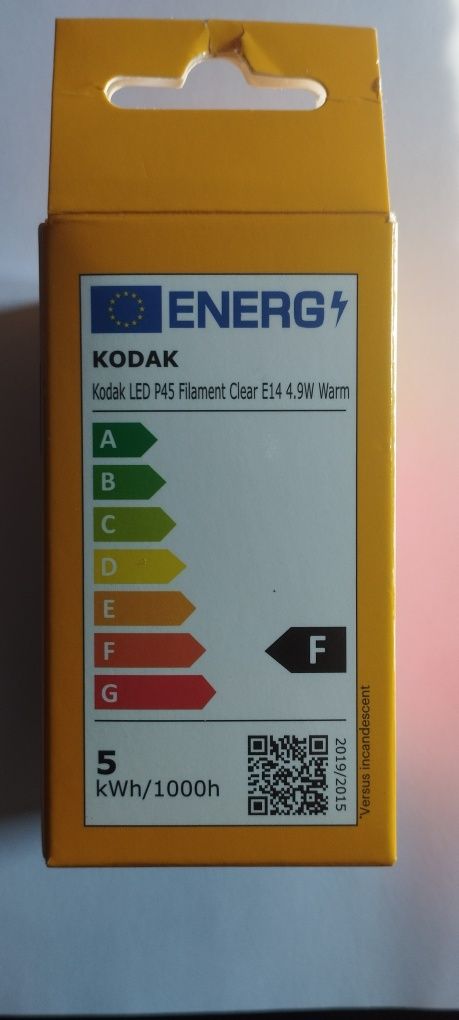 ENERG
KODAK
Kodak LED P45 Filament Clear E14 4.9W Warm
A
B
C
D
E
F
F
G
5
kWh/1000h
2019/2015
*Versus incandescent